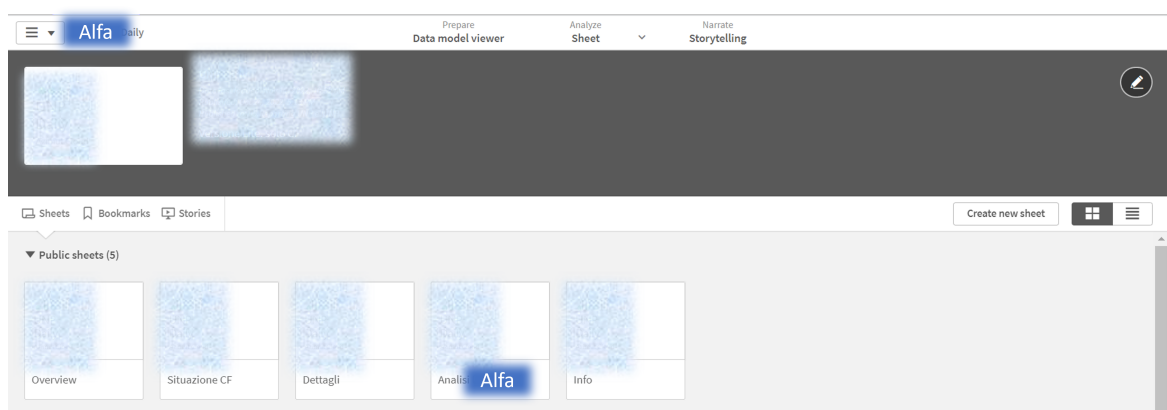 Prepare Analyze Narrate
Alfa aily Data model viewer Sheet Storytelling
Sheets Bookmarks Stories Create new sheet
Public sheets (5)
Overview Situazione CF Dettagli Analisi Alfa Info